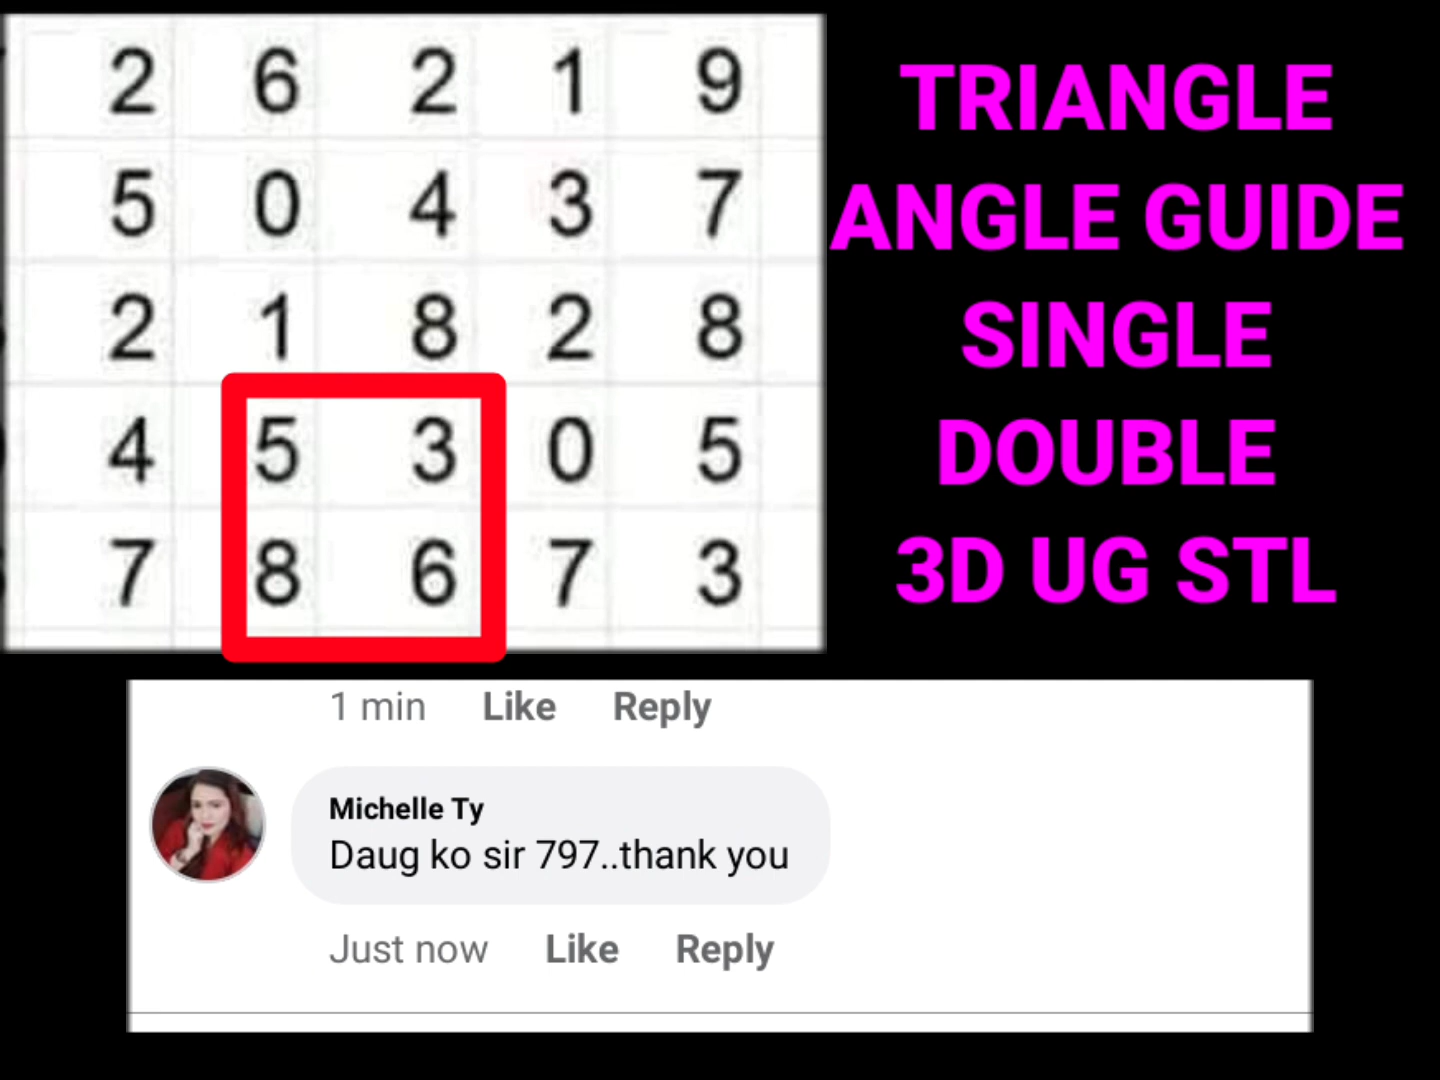 2 6 2 1 9
5 0 4 3 7
2 1 8 2 8
4 5 3 0 5
7 8 6 7 3
TRIANGLE
ANGLE GUIDE
SINGLE
DOUBLE
3D UG STL
1 min Like Reply
Michelle Ty
Daug ko sir 797..thank you
Just now Like Reply